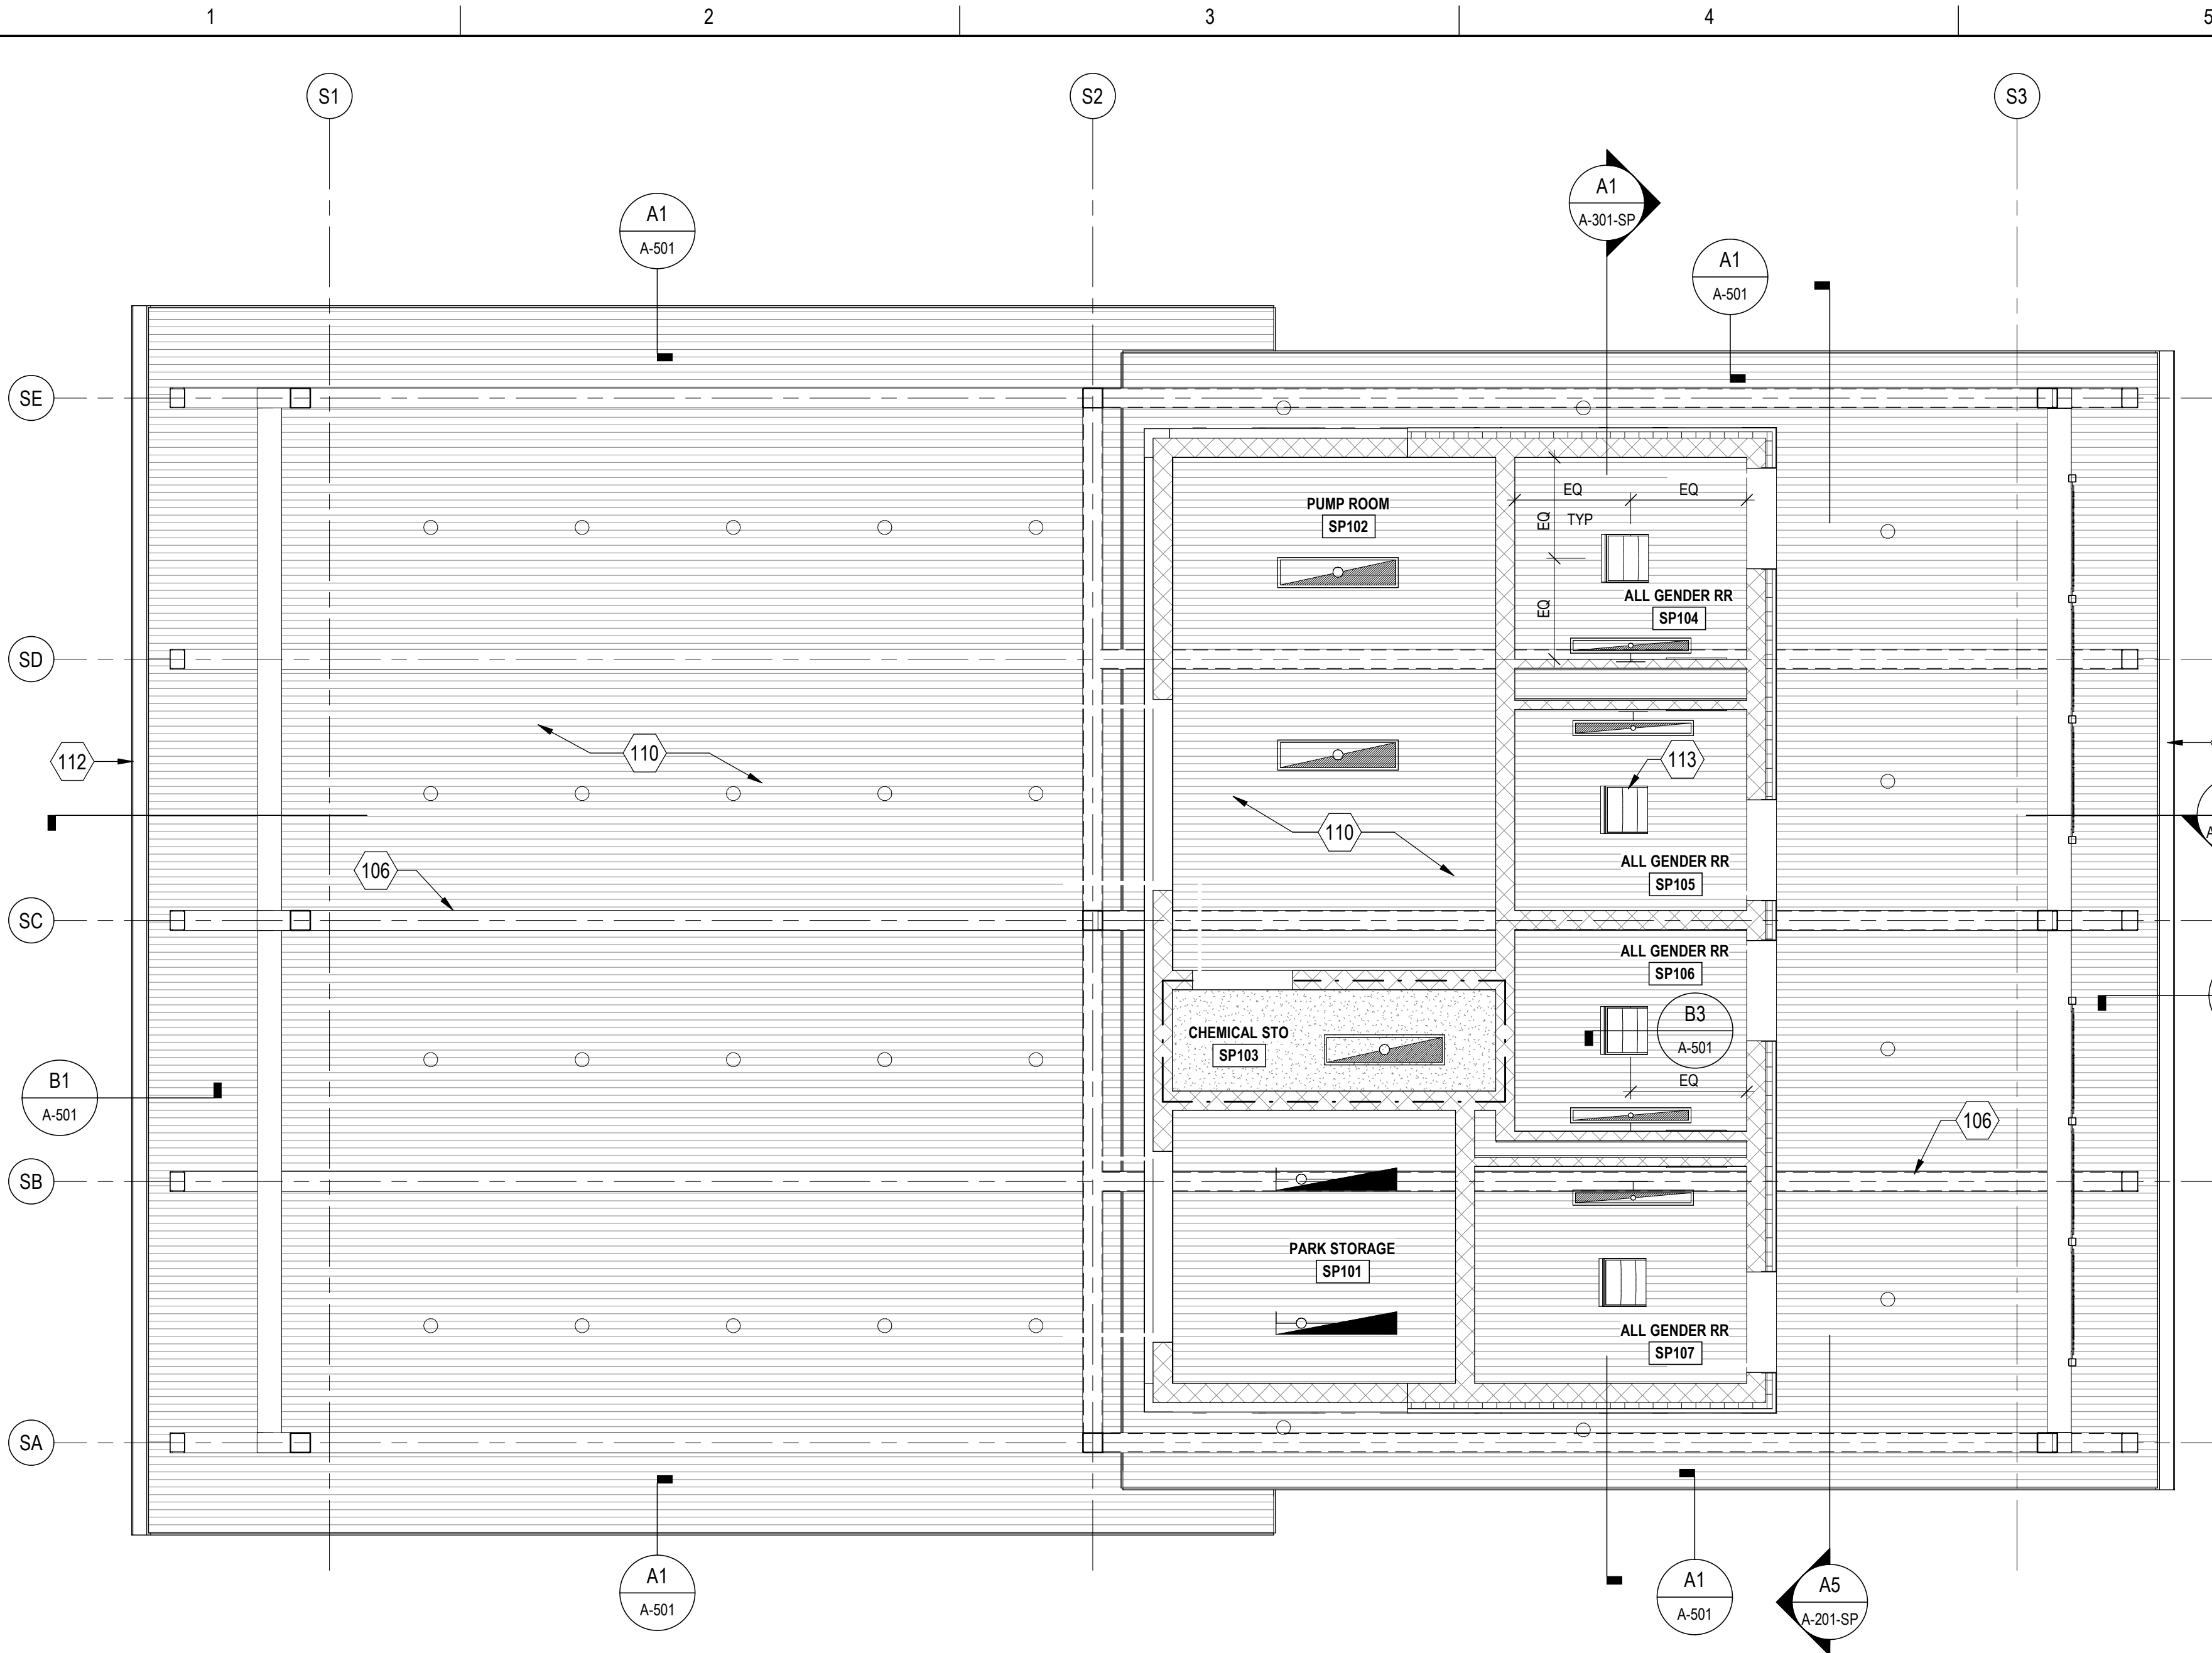 1
2
3
4
5
S1
S2
S3
A1
A-501
A1
A-301-SP
A1
A-501
SE
PUMP ROOM
SP102
EQ
EQ
EQ
TYP
EQ
ALL GENDER RR
SP104
SD
112
110
113
110
106
ALL GENDER RR
SP105
SC
ALL GENDER RR
SP106
CHEMICAL STO
SP103
B3
A-501
EQ
B1
A-501
106
SB
PARK STORAGE
SP101
ALL GENDER RR
SP107
SA
A1
A-501
A1
A-501
A5
A-201-SP